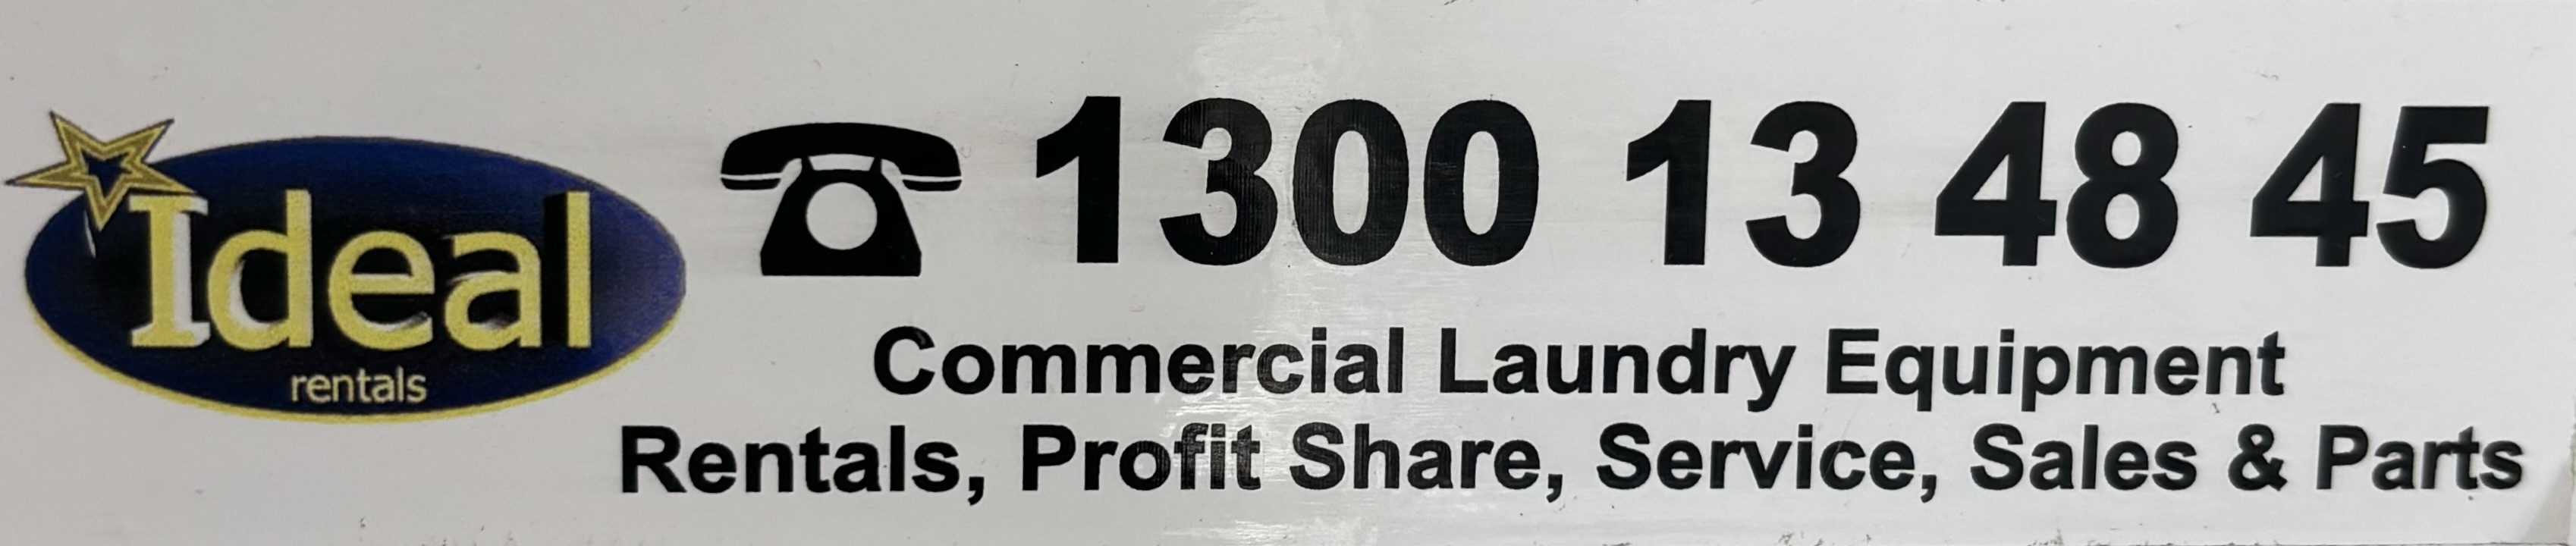 Ideal
rentals
1300 13 48 45
Commercial Laundry Equipment
Rentals, Profit Share, Service, Sales & Parts